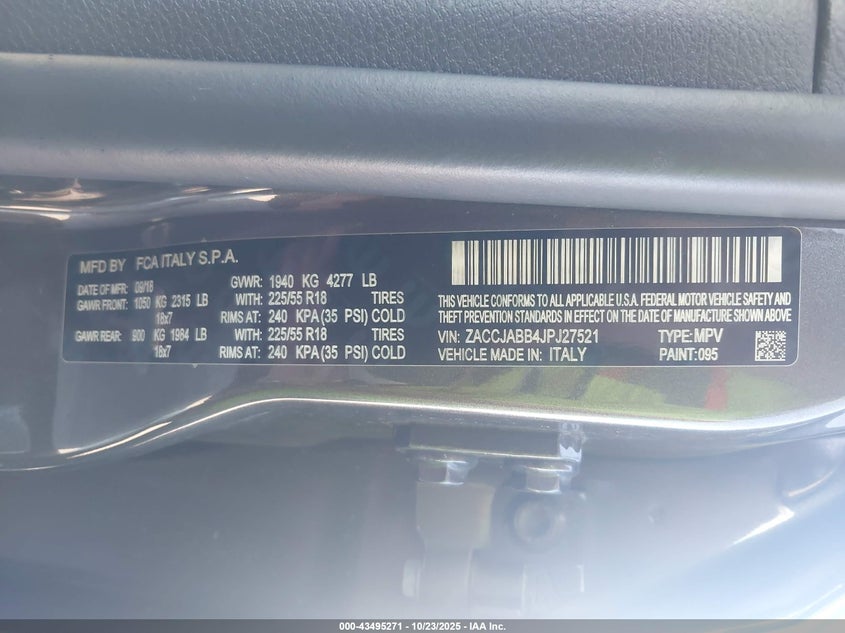 MFD BY FCA ITALY S.P.A.
DATE OF MFR: 09/18 GVWR: 1940 KG 4277 LB
GAWR FRONT: 1050 KG 2315 LB WITH: 225/55 R18 TIRES
18x7 RIMS AT: 240 KPA (35 PSI) COLD
GAWR REAR: 900 KG 1984 LB WITH: 225/55 R18 TIRES
18x7 RIMS AT: 240 KPA (35 PSI) COLD
THIS VEHICLE CONFORMS TO ALL APPLICABLE U.S.A. FEDERAL MOTOR VEHICLE SAFETY AND
THEFT PREVENTION STANDARDS IN EFFECT ON THE DATE OF MANUFACTURE SHOWN ABOVE
VIN: ZACCJABB4JPJ27521 TYPE: MPV
VEHICLE MADE IN: ITALY PAINT: 095
000-43495271 - 10/23/2025 - IAA Inc.